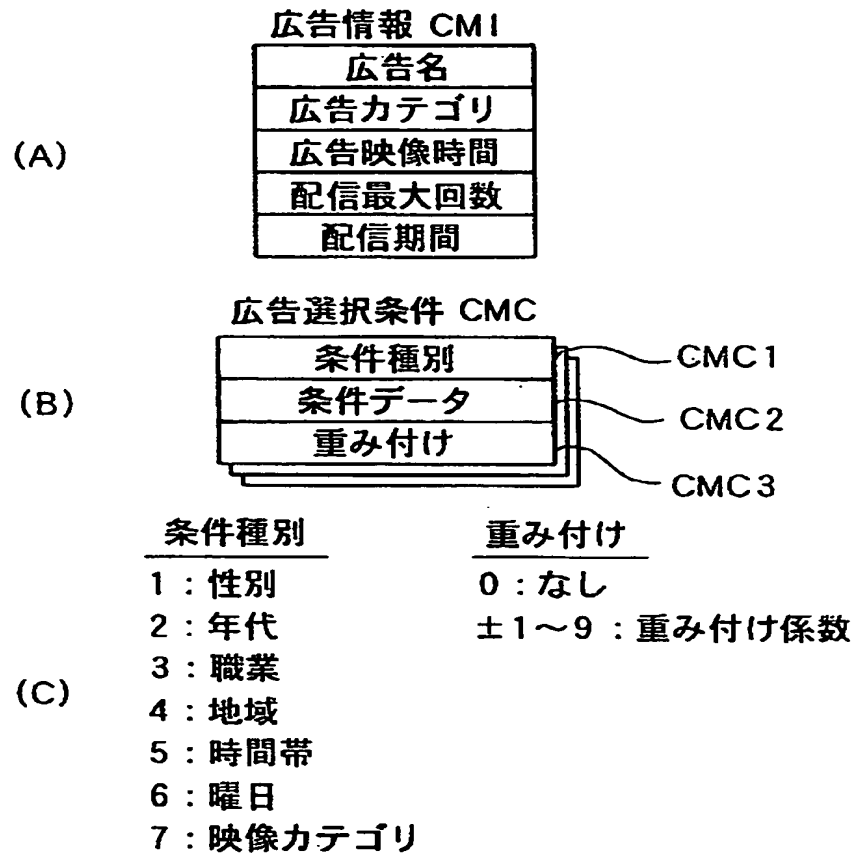 広告情報 CMI
(A)
広告名
広告カテゴリ
広告映像時間
配信最大回数
配信期間
広告選択条件 CMC
(B)
条件種別
条件データ
重み付け
CMC1
CMC2
CMC3
(C)
条件種別
1:性別
2:年代
3:職業
4:地域
5:時間帯
6:曜日
7:映像カテゴリ
重み付け
0:なし
±1〜9:重み付け係数